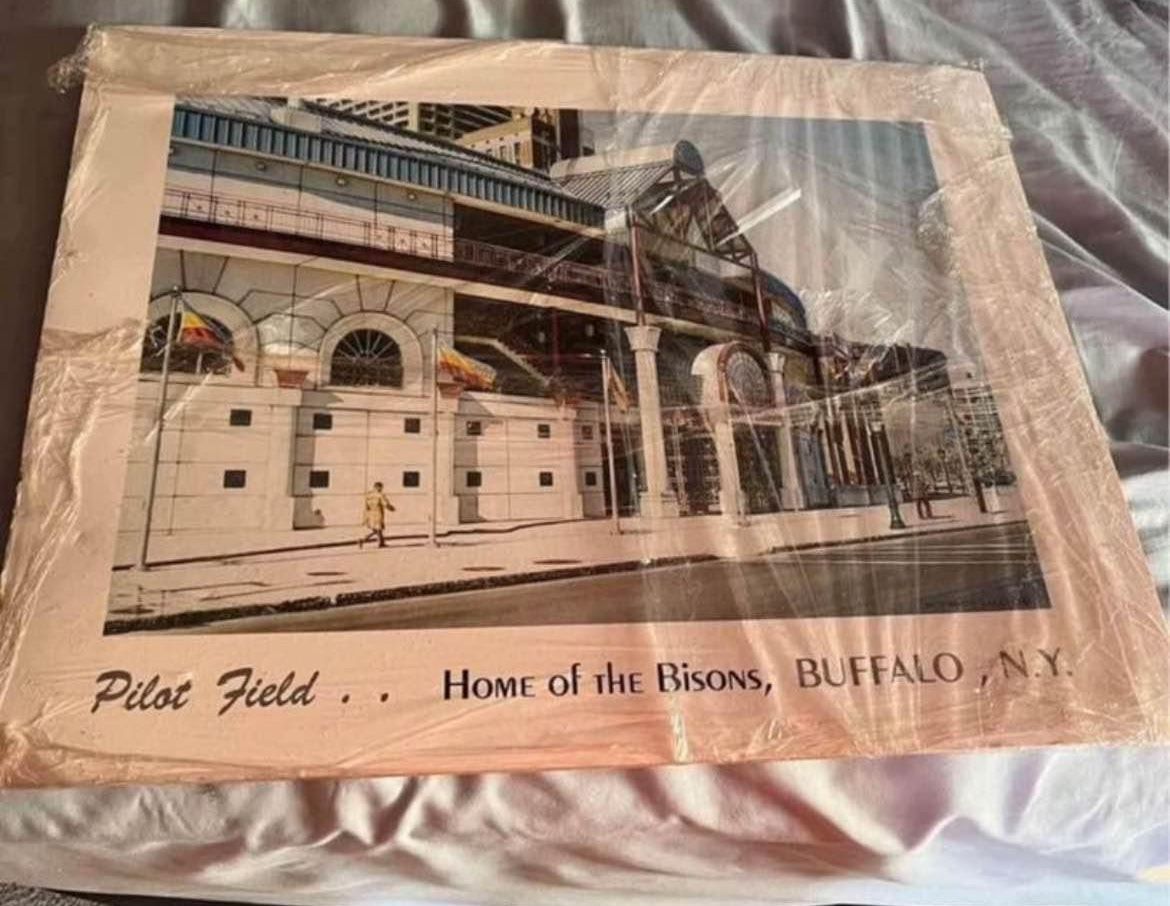 Pilot Field . . Home of the Bisons, BUFFALO, N.Y.